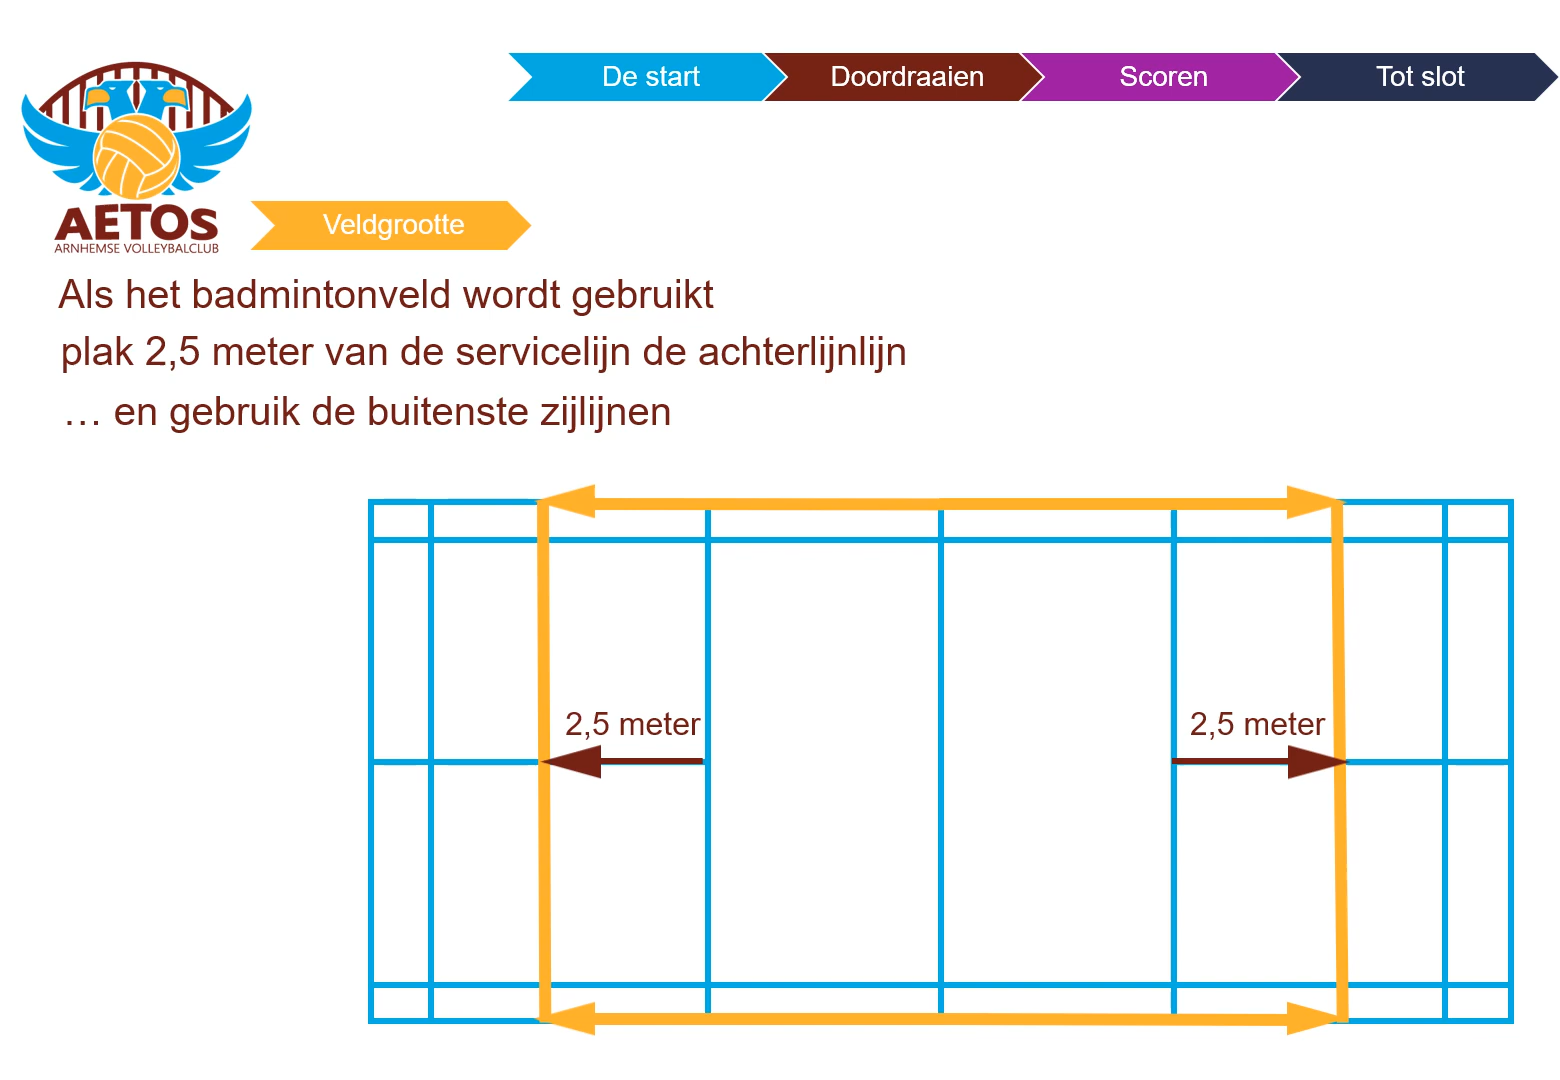 De start
Doordraaien
Scoren
Tot slot
AETOS
ARNHEMSE VOLLEYBALCLUB
Veldgrootte
Als het badmintonveld wordt gebruikt
plak 2,5 meter van de servicelijn de achterlijnlijn
… en gebruik de buitenste zijlijnen
2,5 meter
2,5 meter